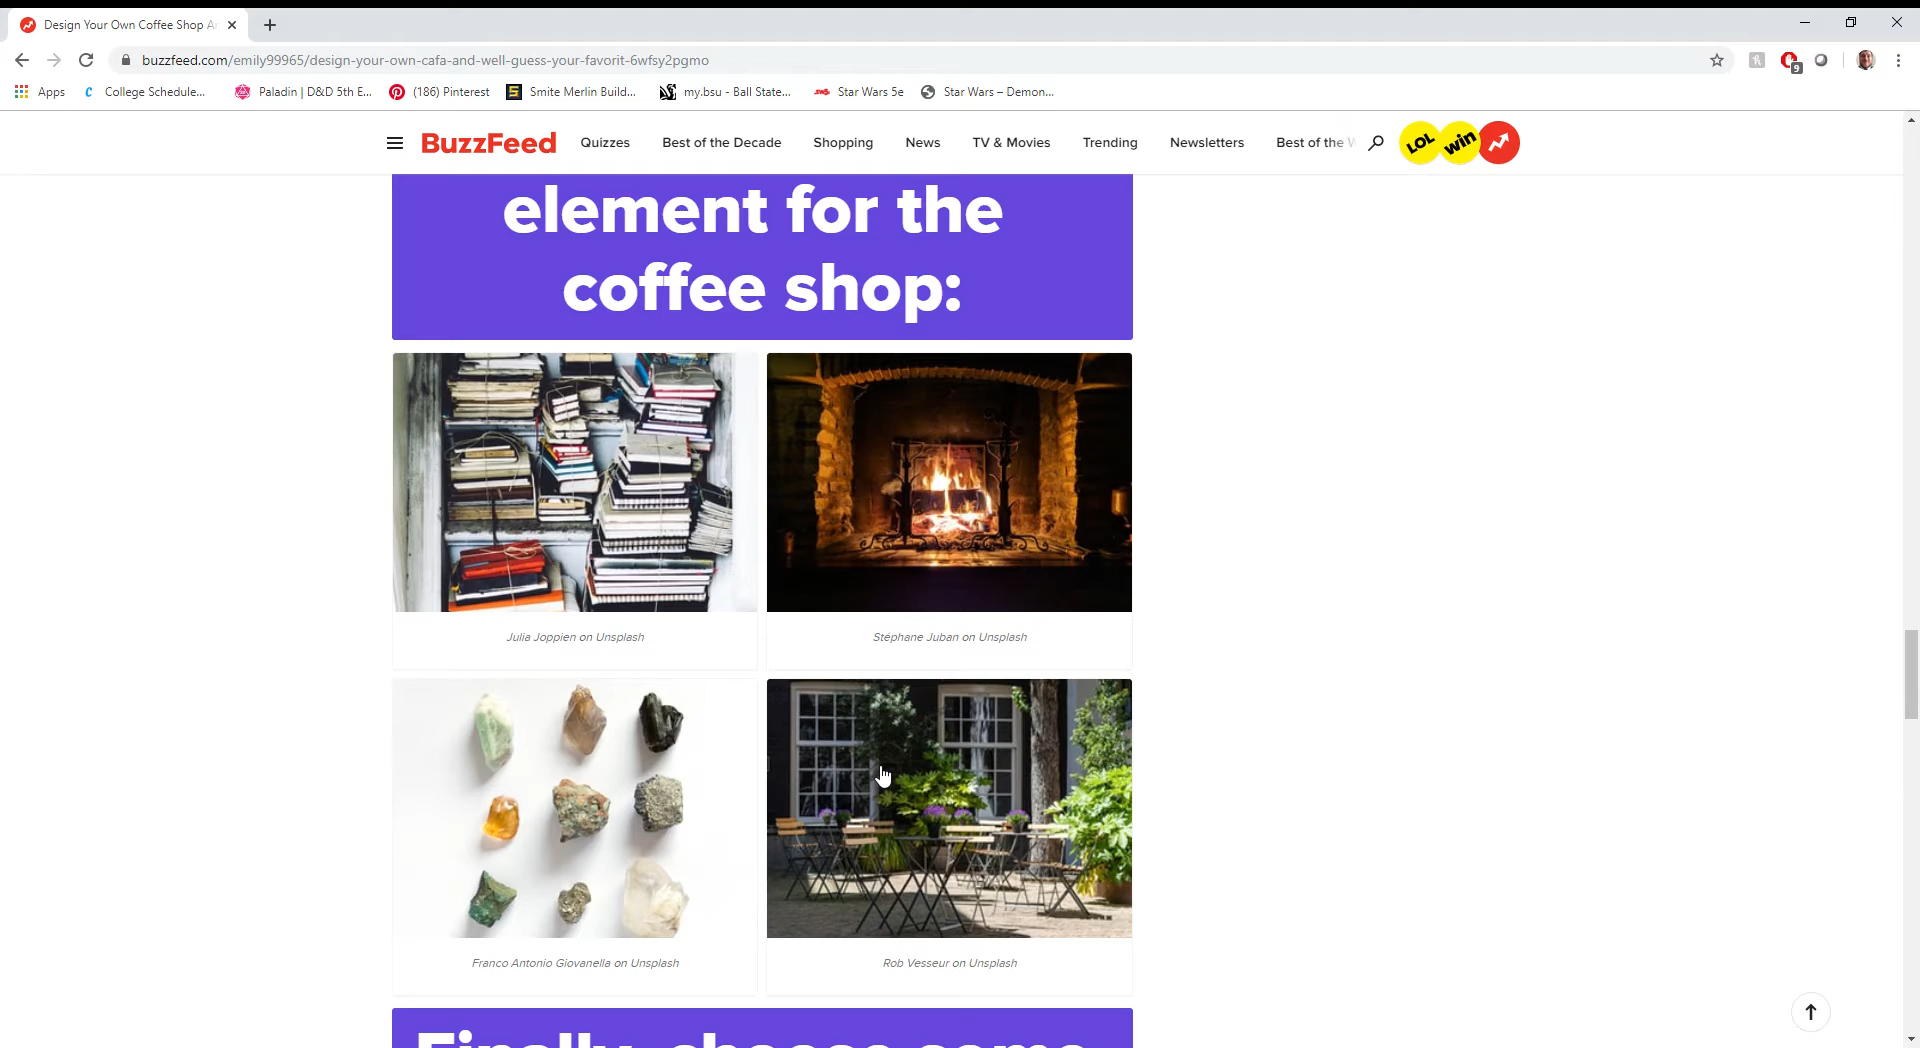 Design Your Own Coffee Shop A
buzzfeed.com/emily99965/design-your-own-cafa-and-well-guess-your-favorit-6wfsy2pgmo
9
Apps College Schedule... Paladin | D&D 5th E... (186) Pinterest Smite Merlin Build... my.bsu - Ball State... Star Wars 5e Star Wars – Demon...
BuzzFeed Quizzes Best of the Decade Shopping News TV & Movies Trending Newsletters Best of the LOL win
element for the
coffee shop:
Julia Joppien on Unsplash
Stéphane Juban on Unsplash
Franco Antonio Giovanella on Unsplash
Rob Vesseur on Unsplash
Finally, choose some